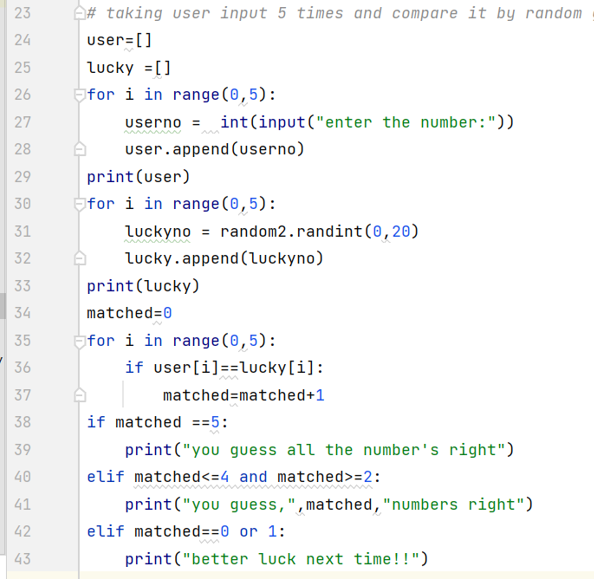 23 # taking user input 5 times and compare it by random
24 user=[]
25 lucky =[]
26 for i in range(0,5):
27     userno =  int(input("enter the number:"))
28     user.append(userno)
29 print(user)
30 for i in range(0,5):
31     luckyno = random2.randint(0,20)
32     lucky.append(luckyno)
33 print(lucky)
34 matched=0
35 for i in range(0,5):
36     if user[i]==lucky[i]:
37         matched=matched+1
38 if matched ==5:
39     print("you guess all the number's right")
40 elif matched<=4 and matched>=2:
41     print("you guess,",matched,"numbers right")
42 elif matched==0 or 1:
43     print("better luck next time!!")